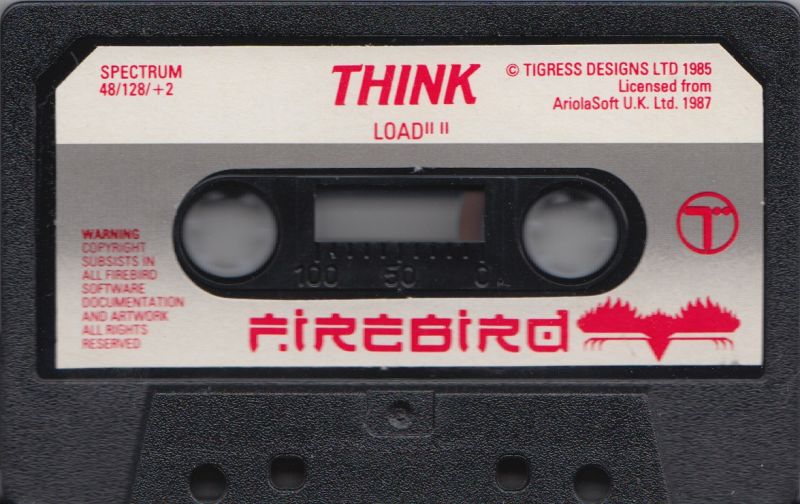 SPECTRUM
48/128/+2
THINK
LOAD" "
© TIGRESS DESIGNS LTD 1985
Licensed from
AriolaSoft U.K. Ltd. 1987
WARNING
COPYRIGHT
SUBSISTS IN
ALL FIREBIRD
SOFTWARE
DOCUMENTATION
AND ARTWORK
ALL RIGHTS
RESERVED
100 50 0
FIREBIRD